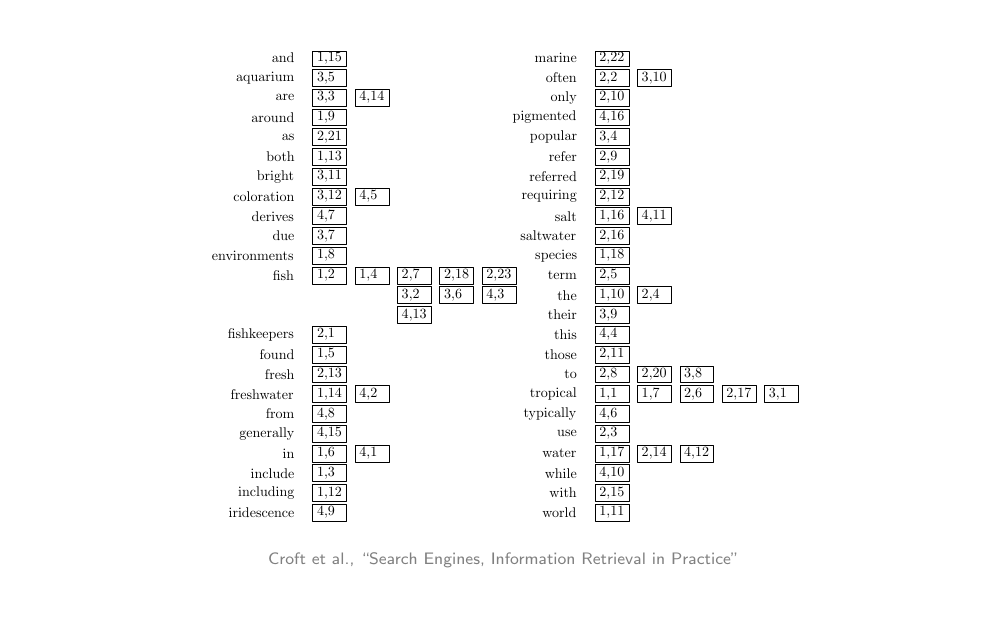 and 1,15
aquarium 3,5
are 3,3 4,14
around 1,9
as 2,21
both 1,13
bright 3,11
coloration 3,12 4,5
derives 4,7
due 3,7
environments 1,8
fish 1,2 1,4 2,7 2,18 2,23
3,2 3,6 4,3
4,13
fishkeepers 2,1
found 1,5
fresh 2,13
freshwater 1,14 4,2
from 4,8
generally 4,15
in 1,6 4,1
include 1,3
including 1,12
iridescence 4,9
marine 2,22
often 2,2 3,10
only 2,10
pigmented 4,16
popular 3,4
refer 2,9
referred 2,19
requiring 2,12
salt 1,16 4,11
saltwater 2,16
species 1,18
term 2,5
the 1,10 2,4
their 3,9
this 4,4
those 2,11
to 2,8 2,20 3,8
tropical 1,1 1,7 2,6 2,17 3,1
typically 4,6
use 2,3
water 1,17 2,14 4,12
while 4,10
with 2,15
world 1,11
Croft et al., “Search Engines, Information Retrieval in Practice”